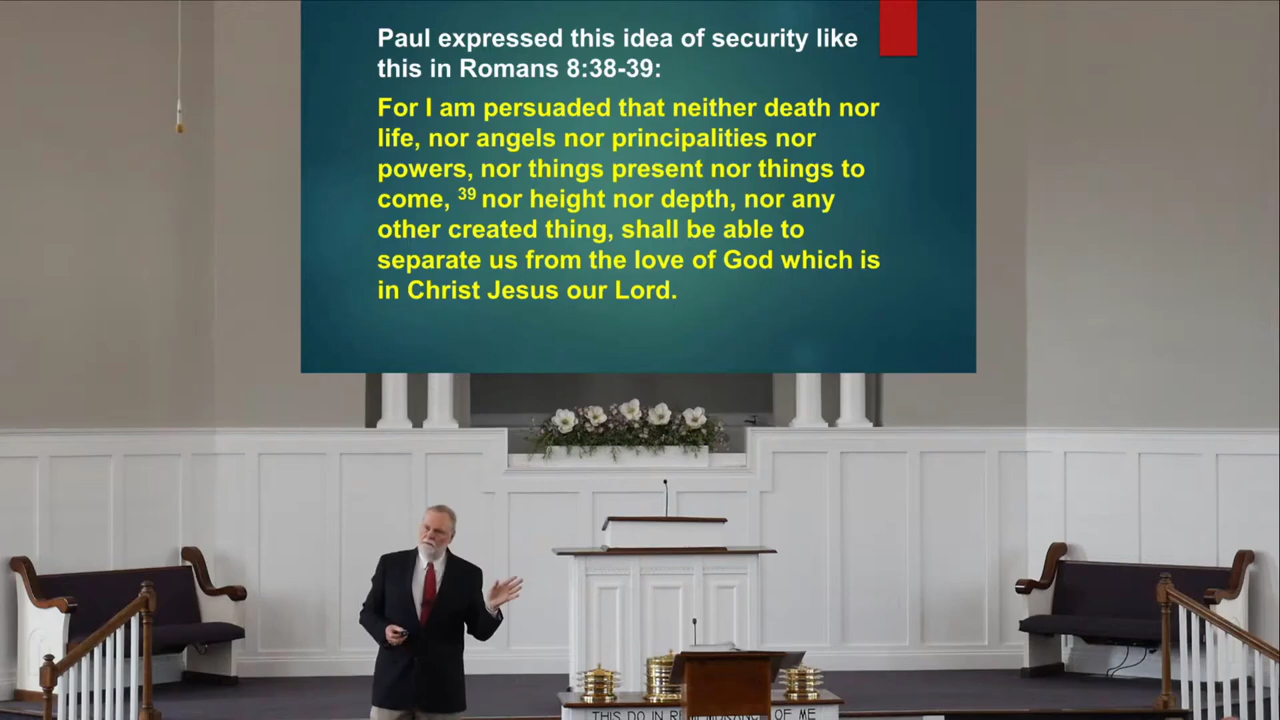 Paul expressed this idea of security like
this in Romans 8:38-39:
For I am persuaded that neither death nor
life, nor angels nor principalities nor
powers, nor things present nor things to
come, 39 nor height nor depth, nor any
other created thing, shall be able to
separate us from the love of God which is
in Christ Jesus our Lord.
THIS DO IN OF ME